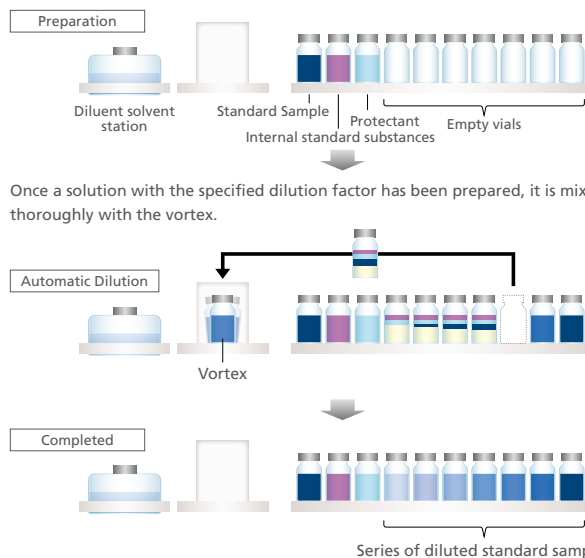 Preparation
Diluent solvent
station
Standard Sample
Protectant
Internal standard substances
Empty vials
Once a solution with the specified dilution factor has been prepared, it is mix
thoroughly with the vortex.
Automatic Dilution
Vortex
Completed
Series of diluted standard samp